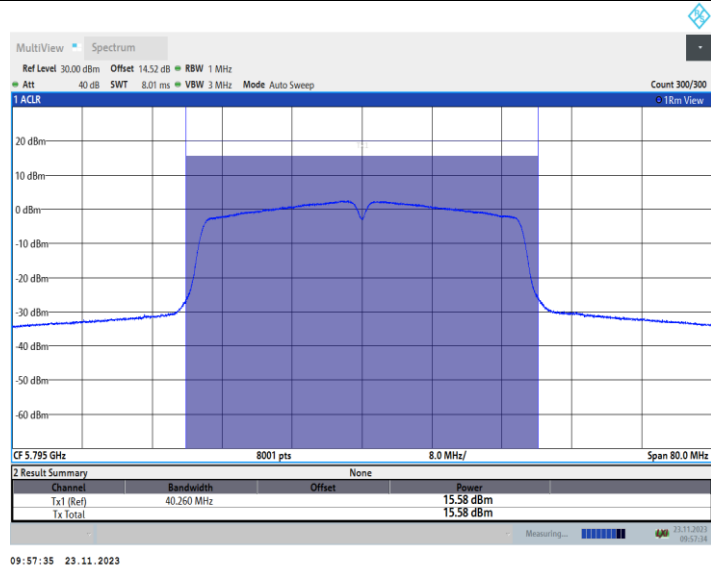 MultiView Spectrum
Ref Level 30.00 dBm Offset 14.52 dB RBW 1 MHz
Att 40 dB SWT 8.01 ms VBW 3 MHz Mode Auto Sweep Count 300/300
1 ACLR 1Rm View
20 dBm
10 dBm
0 dBm
-10 dBm
-20 dBm
-30 dBm
-40 dBm
-50 dBm
-60 dBm
CF 5.795 GHz 8001 pts 8.0 MHz/ Span 80.0 MHz
2 Result Summary None
Channel Bandwidth Offset Power
Tx1 (Ref) 40.260 MHz 15.58 dBm
Tx Total 15.58 dBm
Measuring... 23.11.2023
09:57:34
09:57:35 23.11.2023